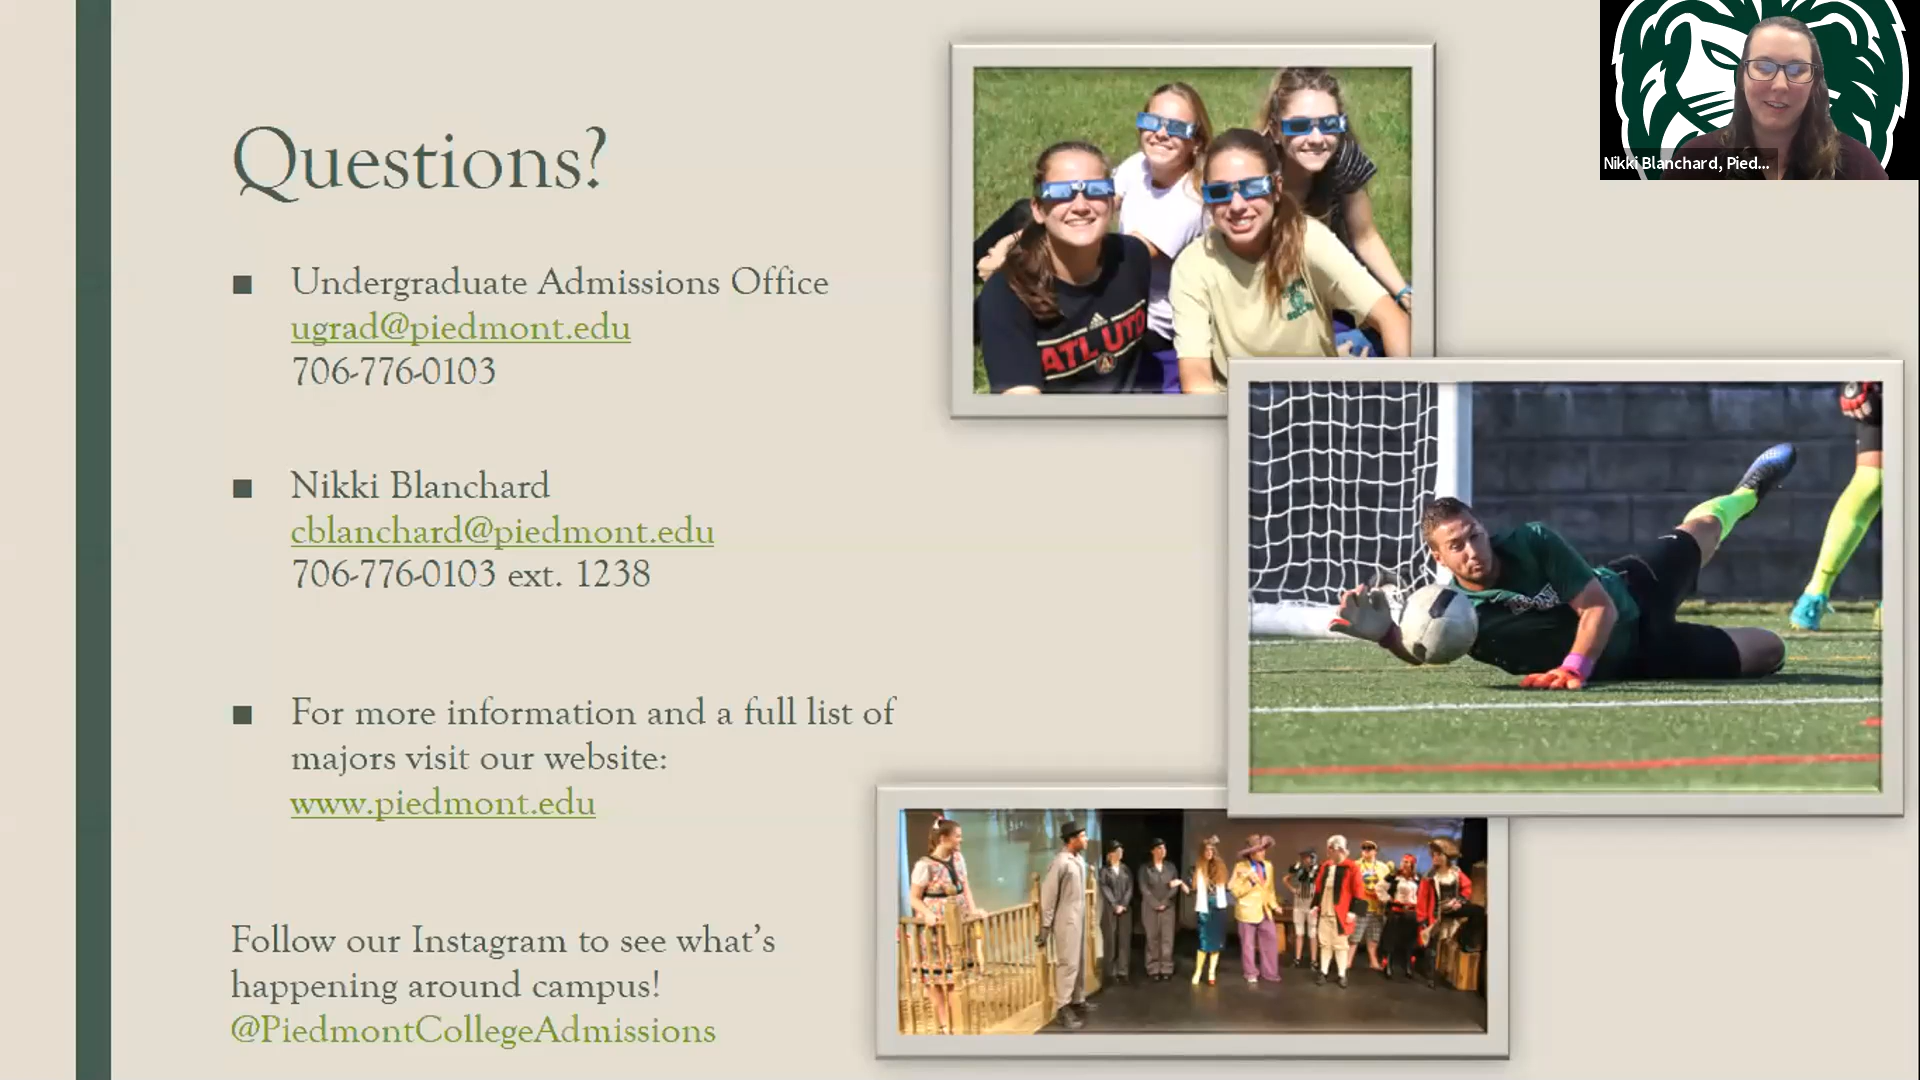 Questions?
Undergraduate Admissions Office
ugrad@piedmont.edu
706-776-0103
Nikki Blanchard
cblanchard@piedmont.edu
706-776-0103 ext. 1238
For more information and a full list of
majors visit our website:
www.piedmont.edu
Follow our Instagram to see what's
happening around campus!
@PiedmontCollegeAdmissions
Nikki Blanchard, Pied...
ATL UTD